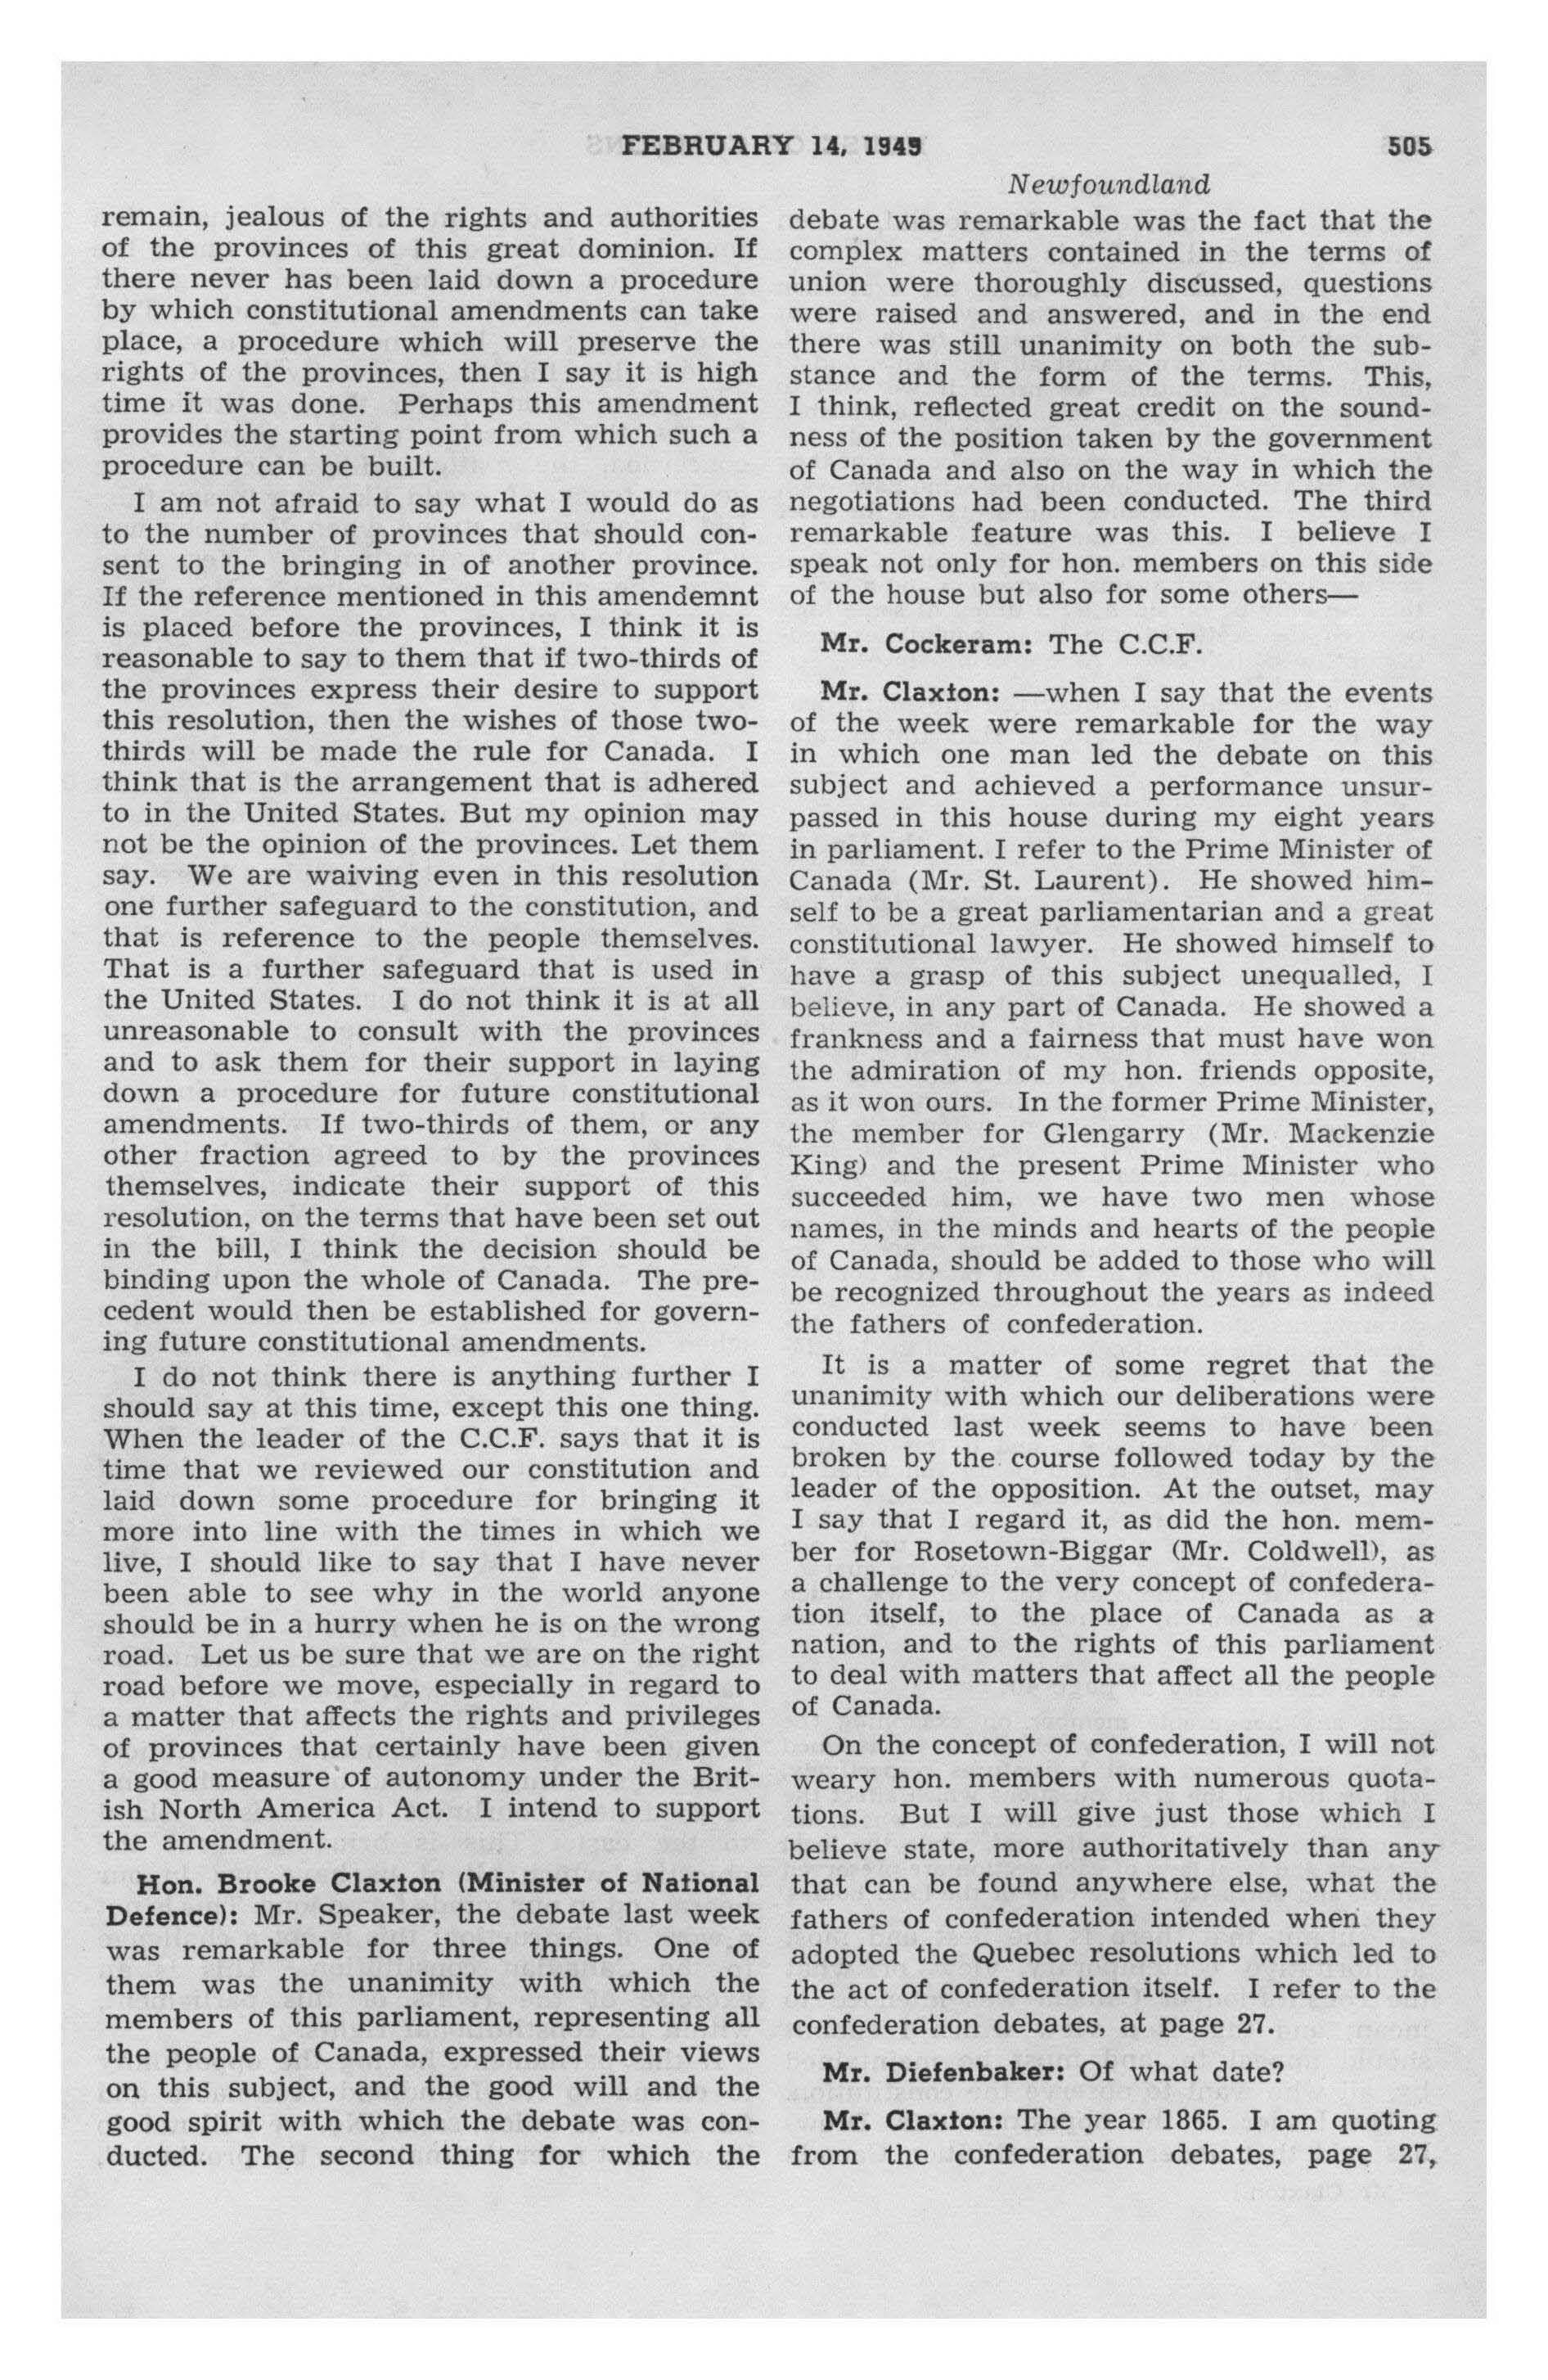 FEBRUARY 14, 1949
505
Newfoundland
remain, jealous of the rights and authorities
of the provinces of this great dominion. If
there never has been laid down a procedure
by which constitutional amendments can take
place, a procedure which will preserve the
rights of the provinces, then I say it is high
time it was done. Perhaps this amendment
provides the starting point from which such a
procedure can be built.
I am not afraid to say what I would do as
to the number of provinces that should con-
sent to the bringing in of another province.
If the reference mentioned in this amendemnt
is placed before the provinces, I think it is
reasonable to say to them that if two-thirds of
the provinces express their desire to support
this resolution, then the wishes of those two-
thirds will be made the rule for Canada. I
think that is the arrangement that is adhered
to in the United States. But my opinion may
not be the opinion of the provinces. Let them
say. We are waiving even in this resolution
one further safeguard to the constitution, and
that is reference to the people themselves.
That is a further safeguard that is used in
the United States. I do not think it is at all
unreasonable to consult with the provinces
and to ask them for their support in laying
down a procedure for future constitutional
amendments. If two-thirds of them, or any
other fraction agreed to by the provinces
themselves, indicate their support of this
resolution, on the terms that have been set out
in the bill, I think the decision should be
binding upon the whole of Canada. The pre-
cedent would then be established for govern-
ing future constitutional amendments.
I do not think there is anything further I
should say at this time, except this one thing.
When the leader of the C.C.F. says that it is
time that we reviewed our constitution and
laid down some procedure for bringing it
more into line with the times in which we
live, I should like to say that I have never
been able to see why in the world anyone
should be in a hurry when he is on the wrong
road. Let us be sure that we are on the right
road before we move, especially in regard to
a matter that affects the rights and privileges
of provinces that certainly have been given
a good measure of autonomy under the Brit-
ish North America Act. I intend to support
the amendment.
Hon. Brooke Claxton (Minister of National
Defence): Mr. Speaker, the debate last week
was remarkable for three things. One of
them was the unanimity with which the
members of this parliament, representing all
the people of Canada, expressed their views
on this subject, and the good will and the
good spirit with which the debate was con-
ducted. The second thing for which the
debate was remarkable was the fact that the
complex matters contained in the terms of
union were thoroughly discussed, questions
were raised and answered, and in the end
there was still unanimity on both the sub-
stance and the form of the terms. This,
I think, reflected great credit on the sound-
ness of the position taken by the government
of Canada and also on the way in which the
negotiations had been conducted. The third
remarkable feature was this. I believe I
speak not only for hon. members on this side
of the house but also for some others—
Mr. Cockeram: The C.C.F.
Mr. Claxton: —when I say that the events
of the week were remarkable for the way
in which one man led the debate on this
subject and achieved a performance unsur-
passed in this house during my eight years
in parliament. I refer to the Prime Minister of
Canada (Mr. St. Laurent). He showed him-
self to be a great parliamentarian and a great
constitutional lawyer. He showed himself to
have a grasp of this subject unequalled, I
believe, in any part of Canada. He showed a
frankness and a fairness that must have won
the admiration of my hon. friends opposite,
as it won ours. In the former Prime Minister,
the member for Glengarry (Mr. Mackenzie
King) and the present Prime Minister who
succeeded him, we have two men whose
names, in the minds and hearts of the people
of Canada, should be added to those who will
be recognized throughout the years as indeed
the fathers of confederation.
It is a matter of some regret that the
unanimity with which our deliberations were
conducted last week seems to have been
broken by the course followed today by the
leader of the opposition. At the outset, may
I say that I regard it, as did the hon. mem-
ber for Rosetown-Biggar (Mr. Coldwell), as
a challenge to the very concept of confedera-
tion itself, to the place of Canada as a
nation, and to the rights of this parliament
to deal with matters that affect all the people
of Canada.
On the concept of confederation, I will not
weary hon. members with numerous quota-
tions. But I will give just those which I
believe state, more authoritatively than any
that can be found anywhere else, what the
fathers of confederation intended when they
adopted the Quebec resolutions which led to
the act of confederation itself. I refer to the
confederation debates, at page 27.
Mr. Diefenbaker: Of what date?
Mr. Claxton: The year 1865. I am quoting
from the confederation debates, page 27,